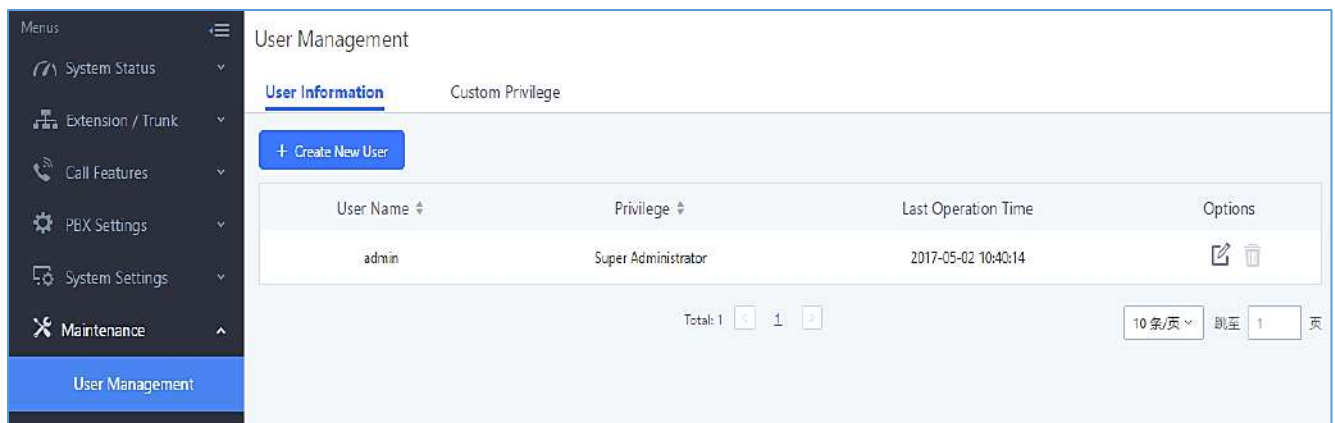 Menus
System Status
Extension / Trunk
Call Features
PBX Settings
System Settings
Maintenance
User Management
User Management
User Information Custom Privilege
+ Create New User
User Name Privilege Last Operation Time Options
admin Super Administrator 2017-05-02 10:40:14
Total: 1 < 1 > 10 条/页 跳至 1 页